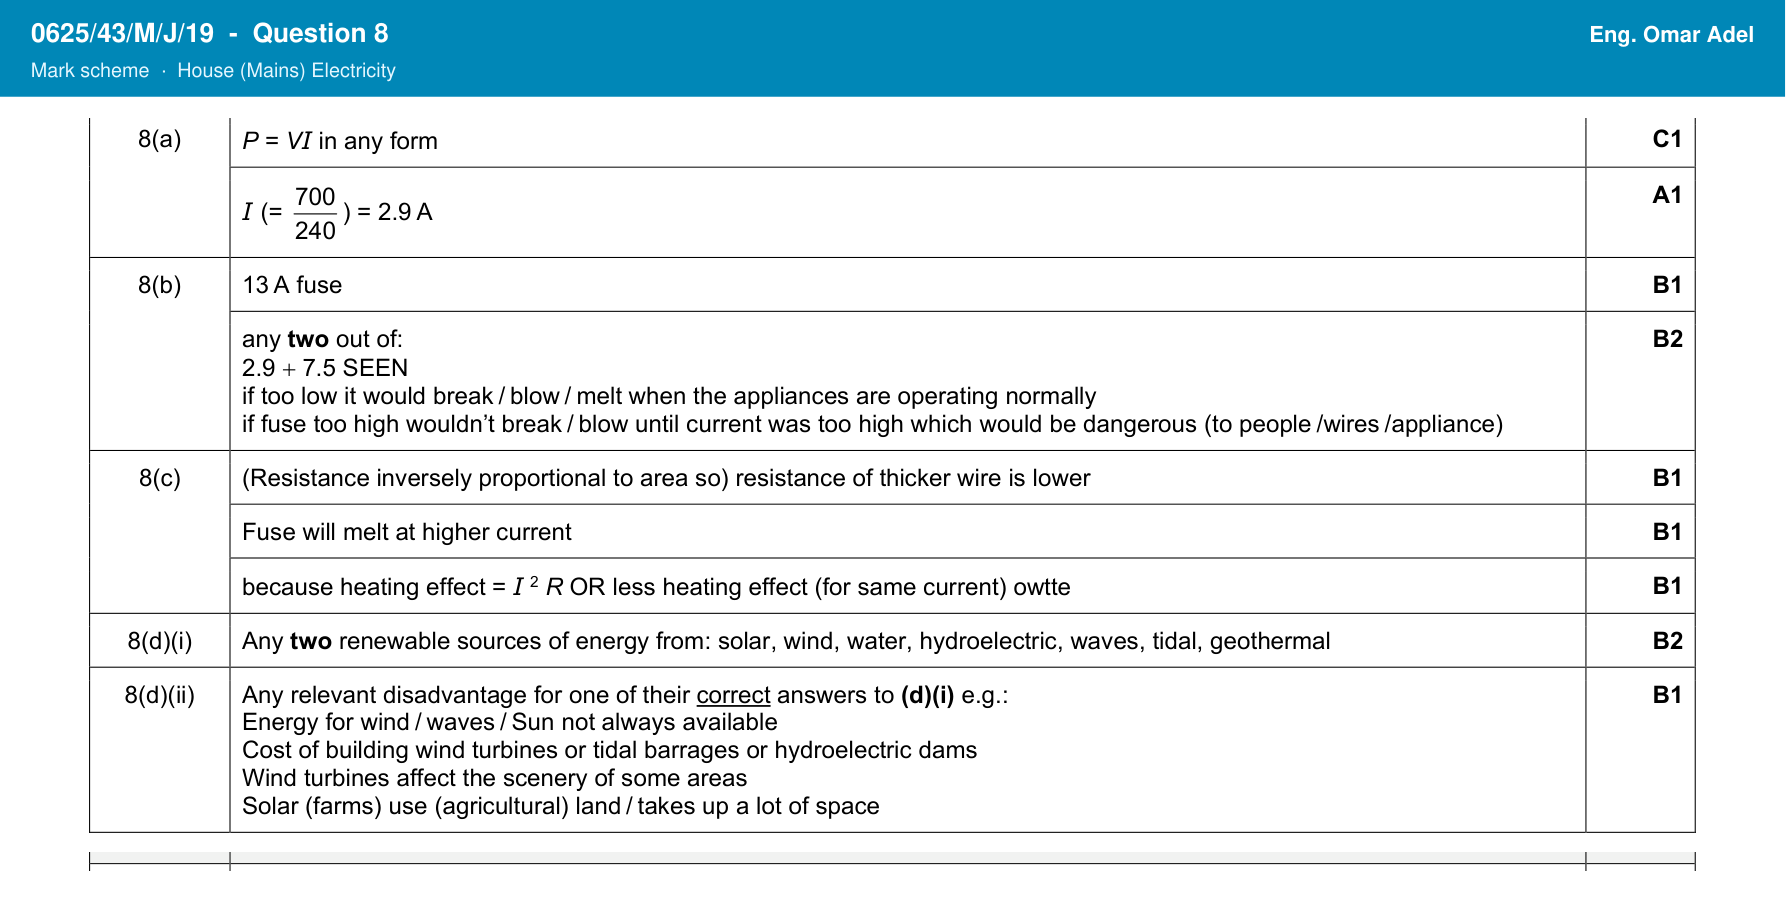 0625/43/M/J/19 - Question 8
Eng. Omar Adel
Mark scheme · House (Mains) Electricity
8(a)
P = VI in any form
C1
I (= 700/240) = 2.9 A
A1
8(b)
13 A fuse
B1
any two out of:
B2
2.9 + 7.5 SEEN
if too low it would break / blow / melt when the appliances are operating normally
if fuse too high wouldn’t break / blow until current was too high which would be dangerous (to people /wires /appliance)
8(c)
(Resistance inversely proportional to area so) resistance of thicker wire is lower
B1
Fuse will melt at higher current
B1
because heating effect = I ² R OR less heating effect (for same current) owtte
B1
8(d)(i)
Any two renewable sources of energy from: solar, wind, water, hydroelectric, waves, tidal, geothermal
B2
8(d)(ii)
Any relevant disadvantage for one of their correct answers to (d)(i) e.g.:
B1
Energy for wind / waves / Sun not always available
Cost of building wind turbines or tidal barrages or hydroelectric dams
Wind turbines affect the scenery of some areas
Solar (farms) use (agricultural) land / takes up a lot of space